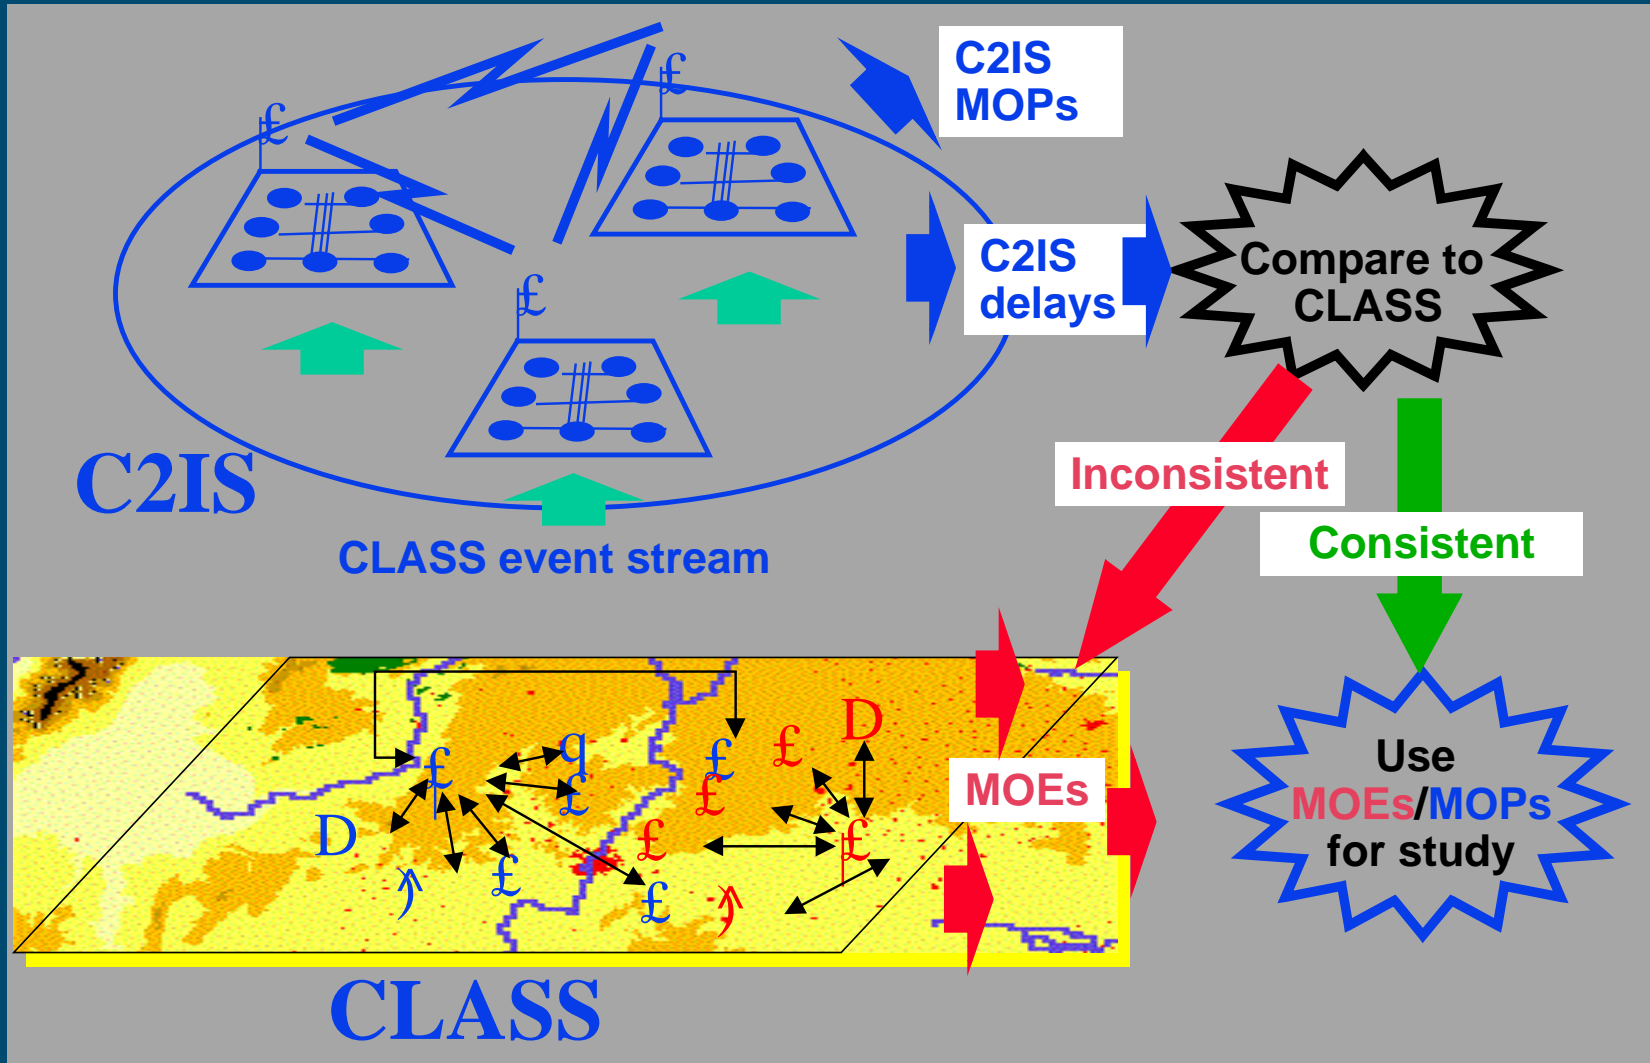 C2IS
MOPs
£
£
£
C2IS
delays
Compare to
CLASS
C2IS
Inconsistent
Consistent
CLASS event stream
D
q
£
£
£
£
£
MOEs
D
£
£
£
£
£
Use
MOEs/MOPs
for study
CLASS